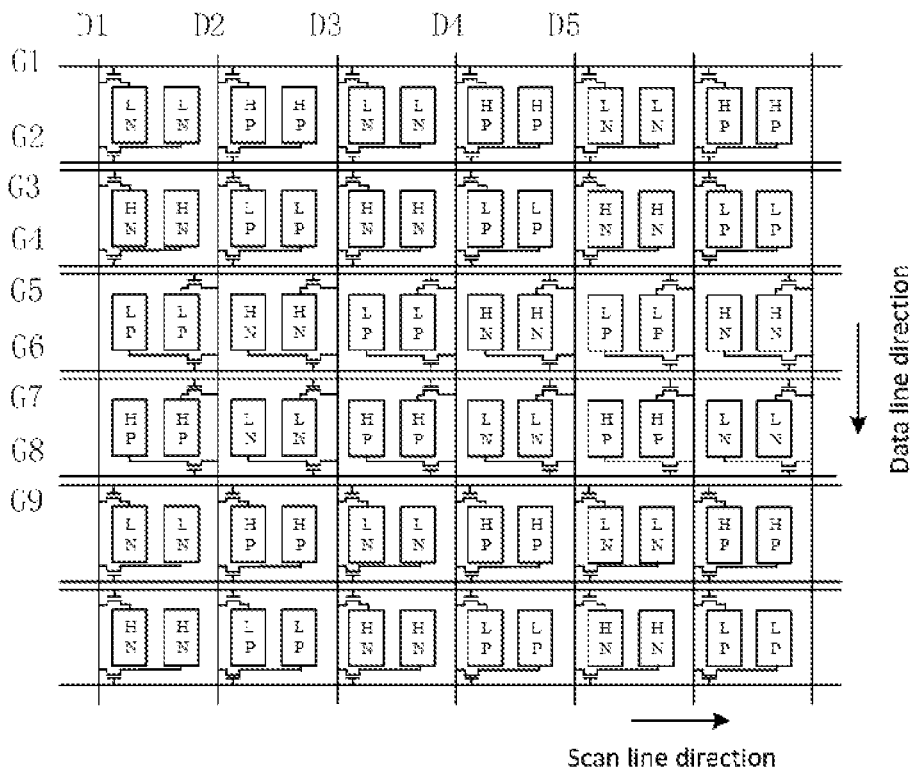 D1 D2 D3 D4 D5
G1
L L H H L L H H L L H H
N N P P N N P P N N P P
G2
G3
H H L L H H L L H H L L
N N P P N N P P N N P P
G4
G5
L L H H L L H H L L H H
P P N N P P N N P P N N
G6
G7
H H L L H H L L H H L L
P P N N P P N N P P N N
G8
G9
L L H H L L H H L L H H
N N P P N N P P N N P P
H H L L H H L L H H L L
N N P P N N P P N N P P
Data line direction
Scan line direction